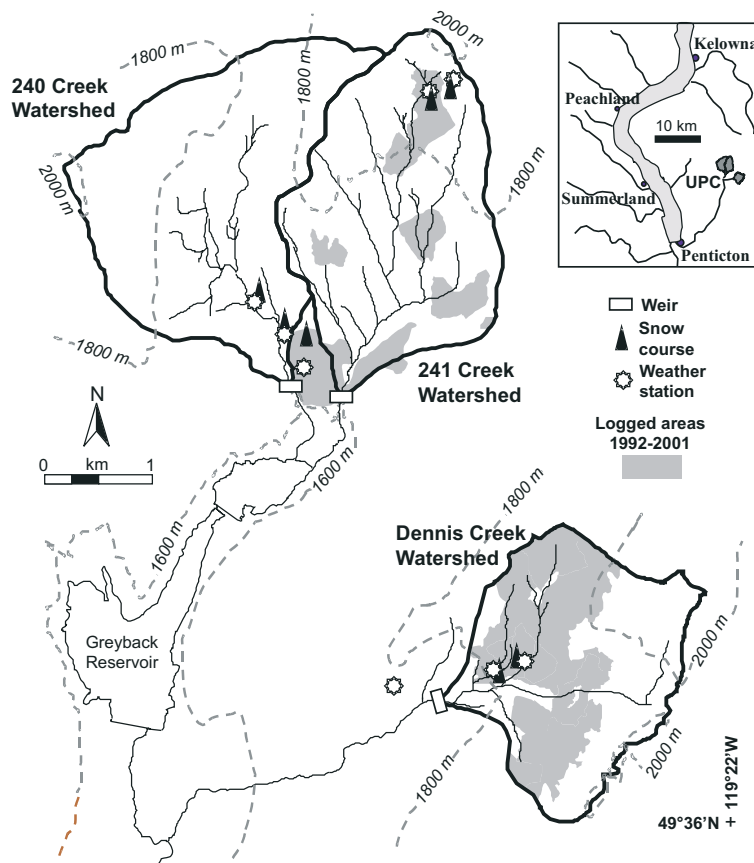 2000 m
1800 m
1800 m
240 Creek
Watershed
2000 m
1800 m
1800 m
241 Creek
Watershed
N
0 km 1
1600 m
1600 m
Greyback
Reservoir
Kelowna
Peachland
10 km
UPC
Summerland
Penticton
Weir
Snow
course
Weather
station
Logged areas
1992-2001
1800 m
Dennis Creek
Watershed
2000 m
2000 m
1800 m
119°22'W
49°36'N +